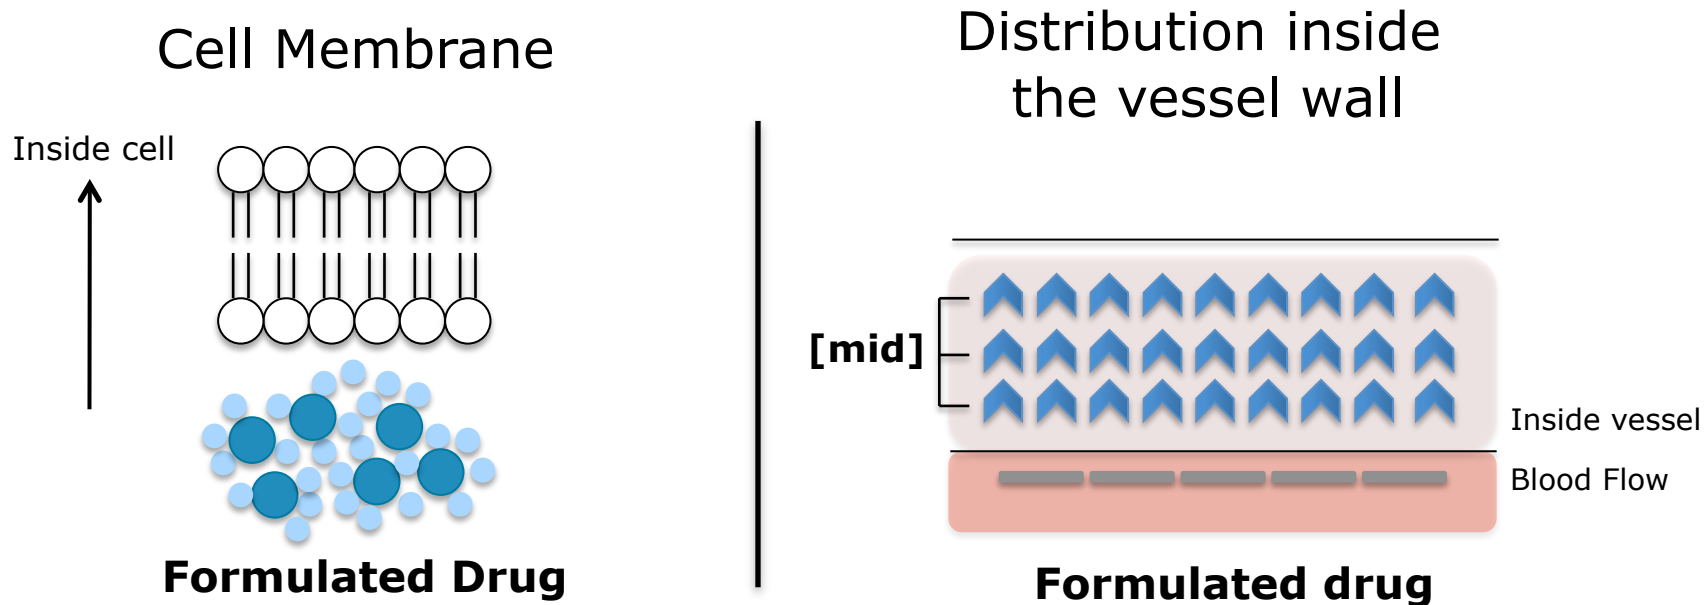 Cell Membrane
Inside cell
Formulated Drug
Distribution inside
the vessel wall
[mid]
Inside vessel
Blood Flow
Formulated drug